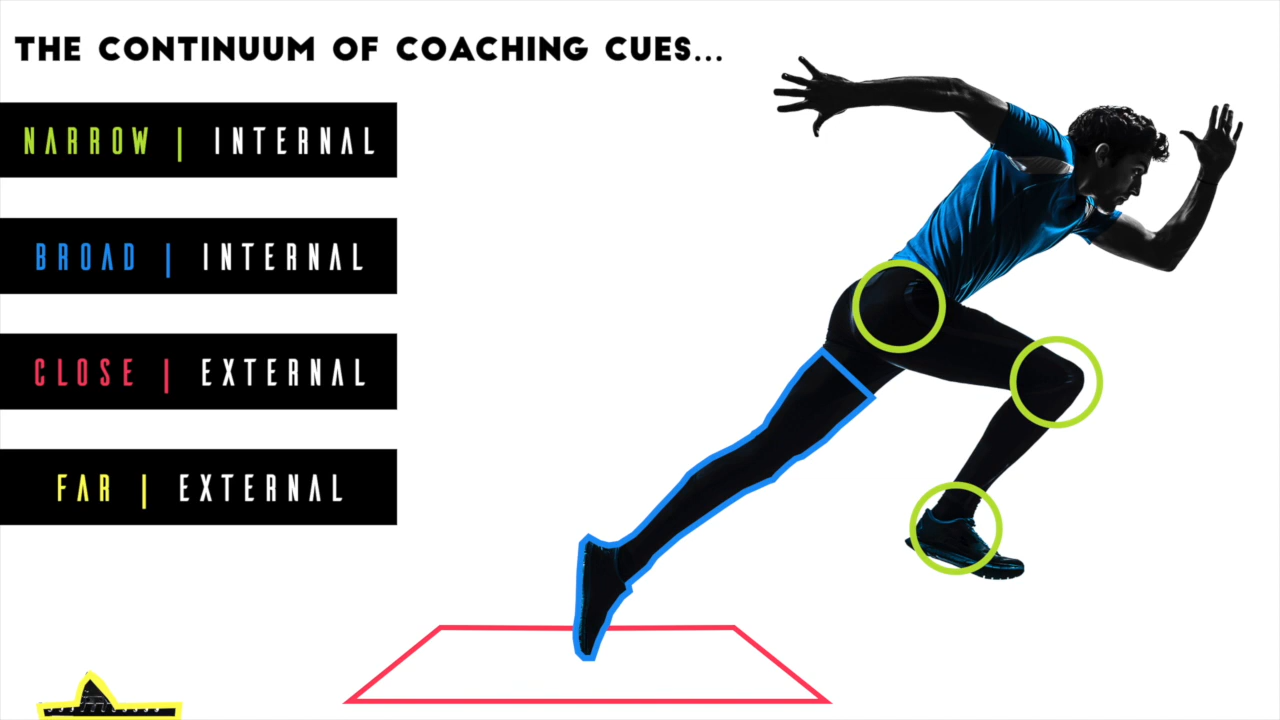 THE CONTINUUM OF COACHING CUES...
NARROW | INTERNAL
BROAD | INTERNAL
CLOSE | EXTERNAL
FAR | EXTERNAL